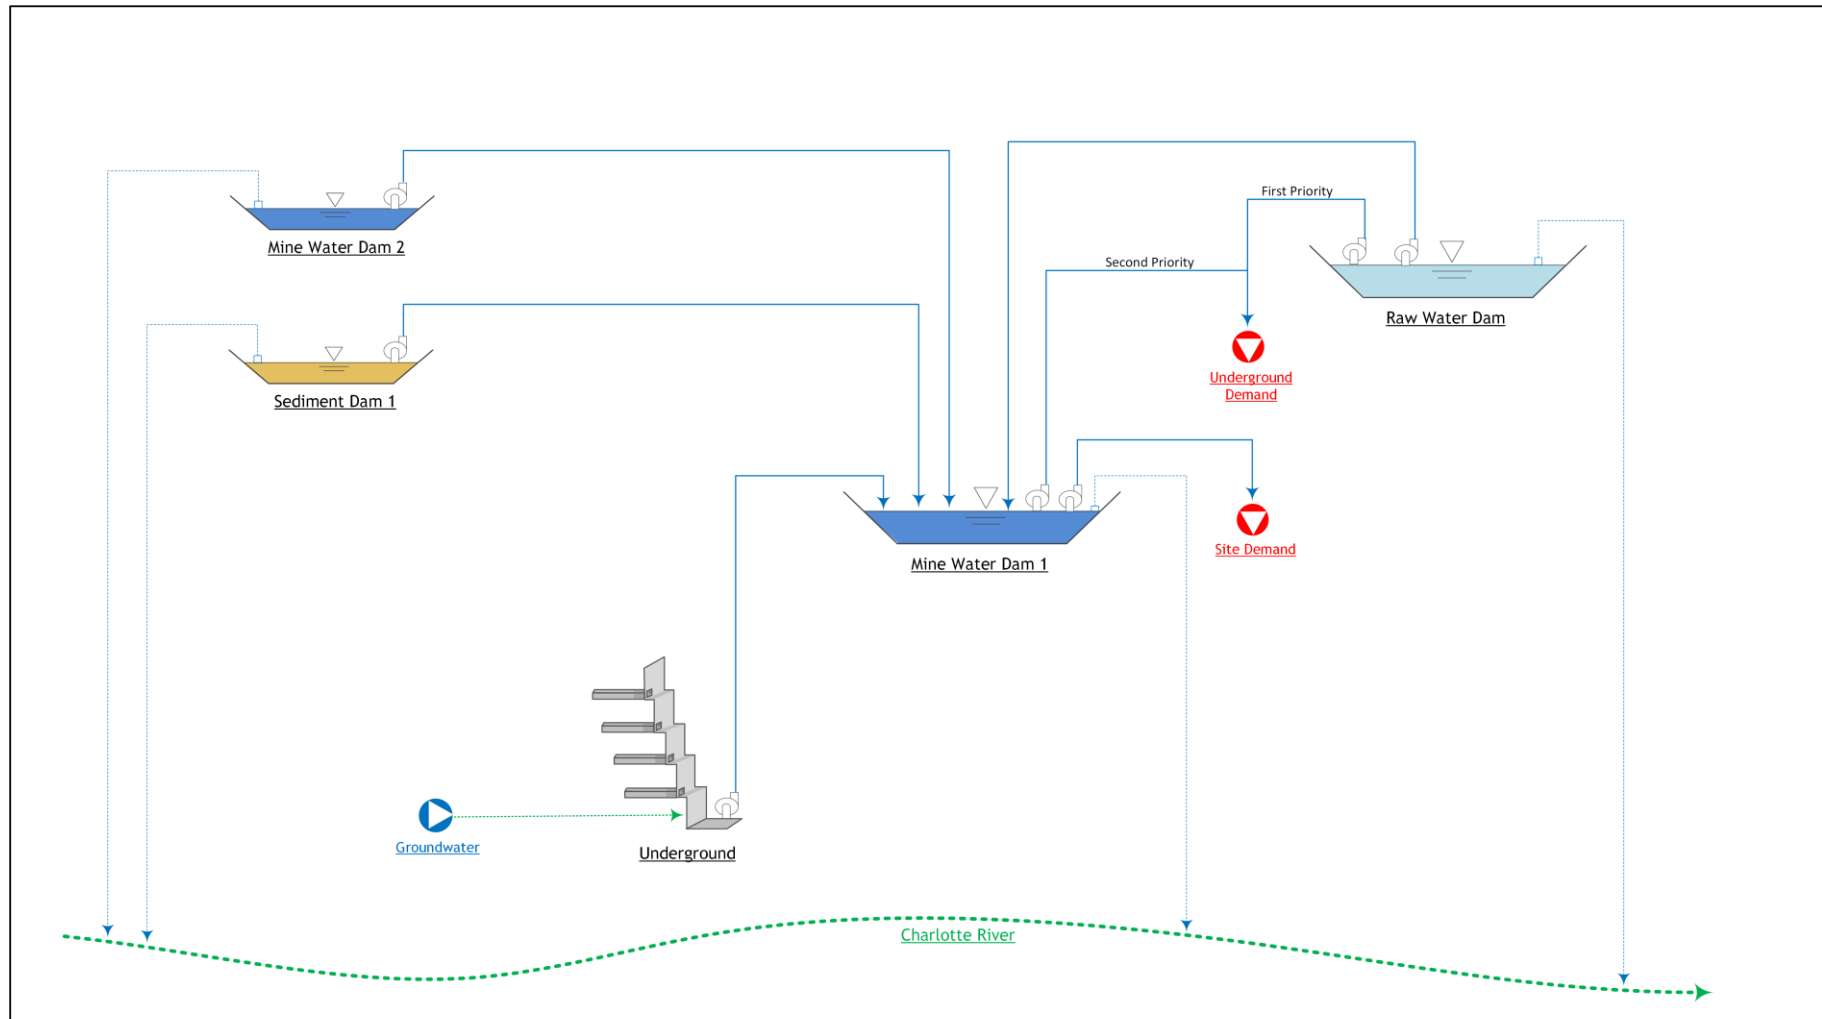 First Priority
Mine Water Dam 2
Second Priority
Raw Water Dam
Underground
Demand
Sediment Dam 1
Site Demand
Mine Water Dam 1
Groundwater
Underground
Charlotte River